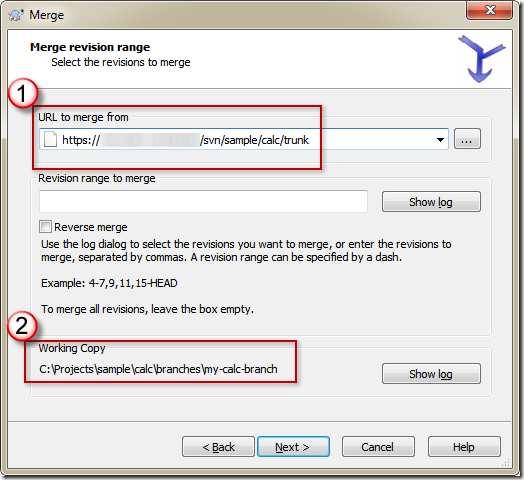 Merge
Merge revision range
Select the revisions to merge
1
URL to merge from
https:// /svn/sample/calc/trunk
...
Revision range to merge
Show log
Reverse merge
Use the log dialog to select the revisions you want to merge, or enter the revisions to
merge, separated by commas. A revision range can be specified by a dash.
Example: 4-7,9,11,15-HEAD
To merge all revisions, leave the box empty.
2
Working Copy
C:\Projects\sample\calc\branches\my-calc-branch
Show log
< Back
Next >
Cancel
Help